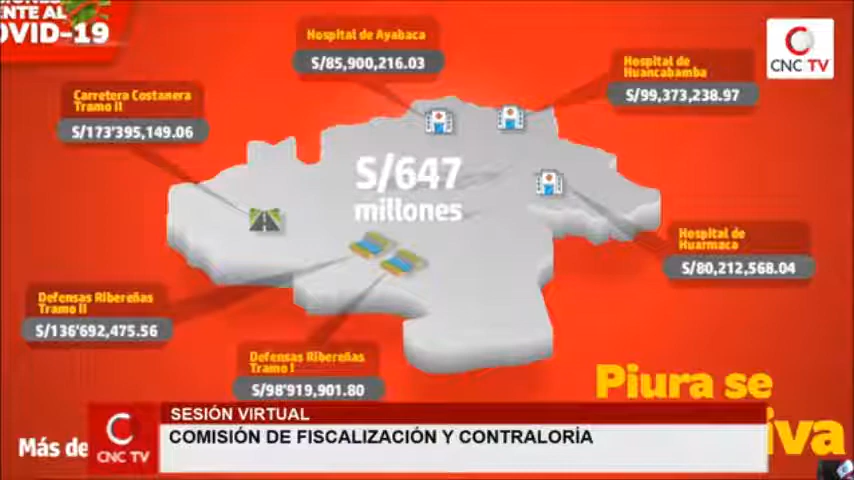 ENTE AL
OVID-19
Hospital de Ayabaca
S/85,900,216.03
Hospital de
Huancabamba
S/99,373,238.97
CNC TV
Carretera Costanera
Tramo II
S/173'395,149.06
S/647
millones
Hospital de
Huarmaca
S/80,212,568.04
Defensas Ribereñas
Tramo II
S/136'692,475.56
Defensas Ribereñas
Tramo I
S/98'919,901.80
Piura se
iva
Más de
CNC TV
SESIÓN VIRTUAL
COMISIÓN DE FISCALIZACIÓN Y CONTRALORÍA